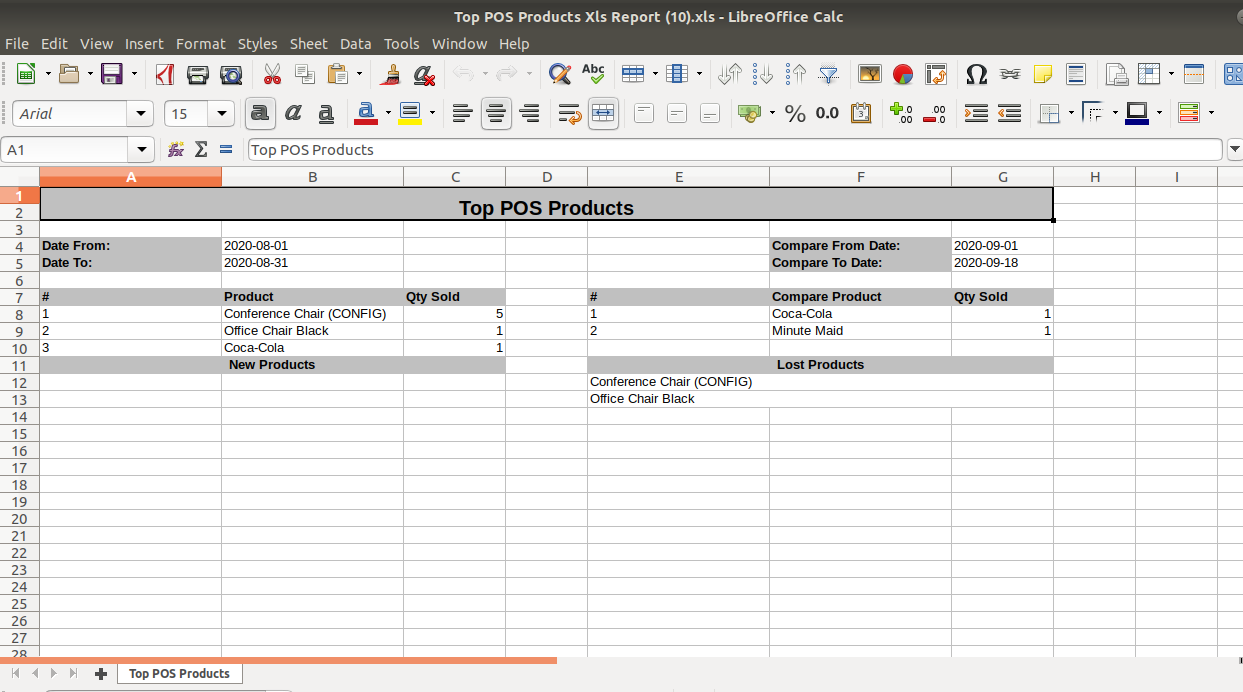 Top POS Products Xls Report (10).xls - LibreOffice Calc
File Edit View Insert Format Styles Sheet Data Tools Window Help
Abc
Arial 15 a a a a % 0.0 3 .00 .00
A1 Σ = Top POS Products
A B C D E F G H I
1 Top POS Products
2
3
4 Date From: 2020-08-01 Compare From Date: 2020-09-01
5 Date To: 2020-08-31 Compare To Date: 2020-09-18
6
7 # Product Qty Sold # Compare Product Qty Sold
8 1 Conference Chair (CONFIG) 5 1 Coca-Cola 1
9 2 Office Chair Black 1 2 Minute Maid 1
10 3 Coca-Cola 1
11 New Products Lost Products
12 Conference Chair (CONFIG)
13 Office Chair Black
14
15
16
17
18
19
20
21
22
23
24
25
26
27
28
Top POS Products